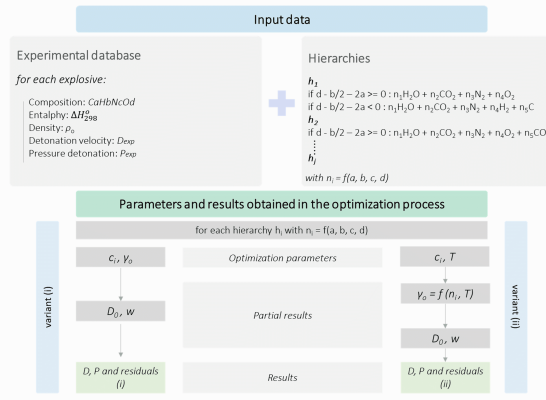 Input data
Experimental database
for each explosive:
Composition: CaHbNcOd
Entalphy: ΔH°298
Density: ρo
Detonation velocity: Dexp
Pressure detonation: Pexp
Hierarchies
h1
if d - b/2 – 2a >= 0 : n1H2O + n2CO2 + n3N2 + n4O2
if d - b/2 – 2a < 0 : n1H2O + n2CO2 + n3N2 + n4H2 + n5C
h2
if d - b/2 – 2a >= 0 : n1H2O + n2CO2 + n3N2 + n4O2 + n5CO
hi
with ni = f(a, b, c, d)
Parameters and results obtained in the optimization process
for each hierarchy hi with ni = f(a, b, c, d)
variant (i)
ci, γo
Optimization parameters
ci, T
γo = f (ni, T)
D0, w
Partial results
D0, w
D, P and residuals
(i)
Results
D, P and residuals
(ii)
variant (ii)